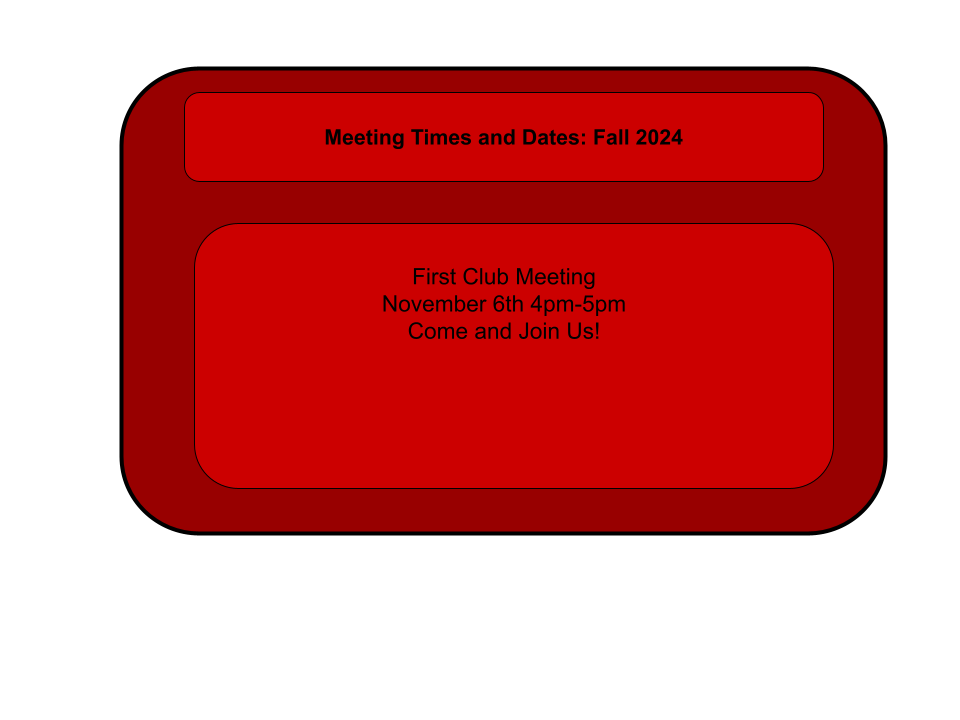 Meeting Times and Dates: Fall 2024
First Club Meeting
November 6th 4pm-5pm
Come and Join Us!